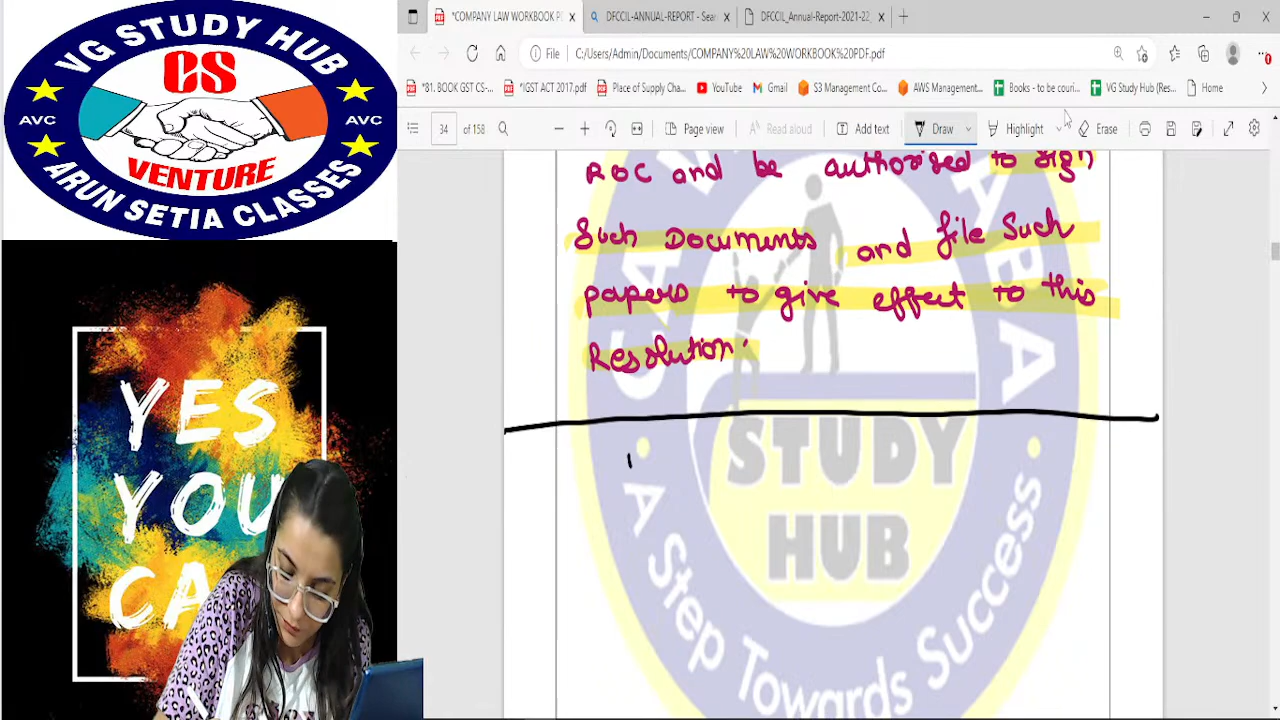 VG STUDY HUB
CS
AVC
AVC
VENTURE
ARUN SETIA CLASSES
YES
YOU
CA
*COMPANY LAW WORKBOOK
DFCCIL-ANNUAL-REPORT - Sea
DFCCIL_Annual-Report-2021-22
File
C:/Users/Admin/Documents/COMPANY%20LAW%20WORKBOOK%20PDF.pdf
*81. BOOK GST CG...
*IGST ACT 2017.pdf
Place of Supply Cha...
YouTube
Gmail
S3 Management Co...
AWS Management...
Books - to be couri...
Study Hub (Res...
Home
34
of 158
Page view
Read aloud
Add text
Draw
Highlight
Erase
ROC and be authorised to sign
Such Documents and file Such
papers to give effect to this
Resolution.
STUDY
HUB
A Step Towards Success